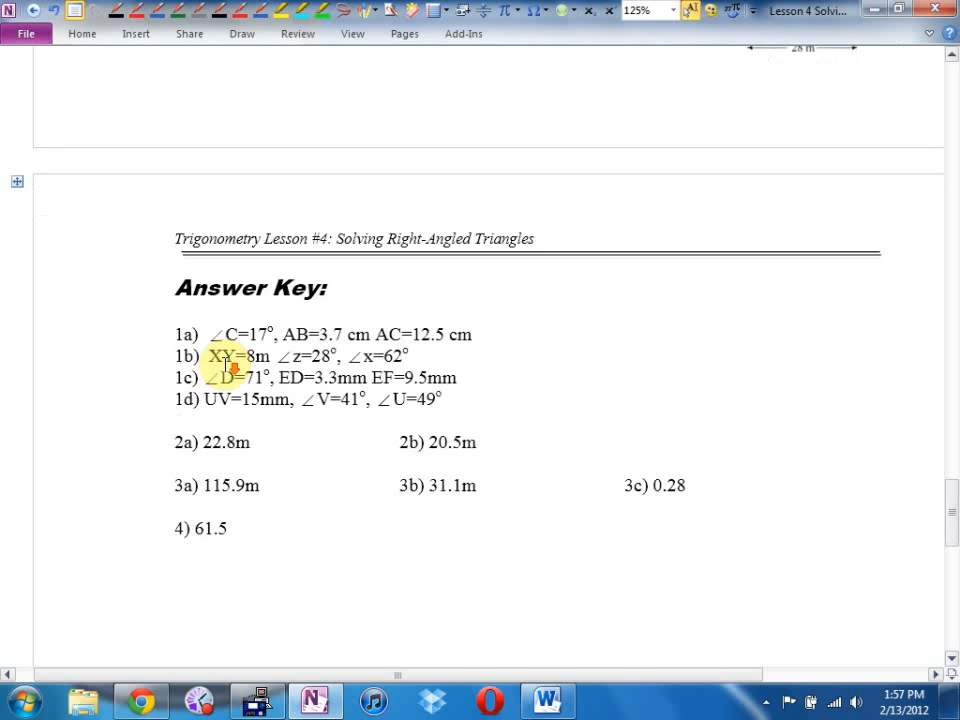 125%
Lesson 4 Solvi...
File Home Insert Share Draw Review View Pages Add-Ins
28 m
Trigonometry Lesson #4: Solving Right-Angled Triangles
Answer Key:
1a) ∠C=17°, AB=3.7 cm AC=12.5 cm
1b) XY=8m ∠z=28°, ∠x=62°
1c) ∠D=71°, ED=3.3mm EF=9.5mm
1d) UV=15mm, ∠V=41°, ∠U=49°
2a) 22.8m 2b) 20.5m
3a) 115.9m 3b) 31.1m 3c) 0.28
4) 61.5
1:57 PM
2/13/2012